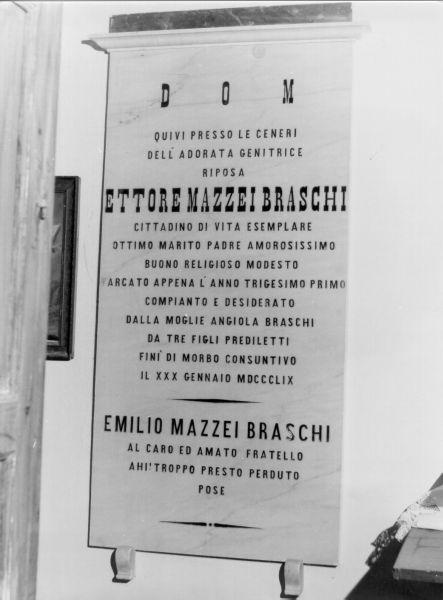 D O M
QUIVI PRESSO LE CENERI
DELL'ADORATA GENITRICE
RIPOSA
ETTORE MAZZEI BRASCHI
CITTADINO DI VITA ESEMPLARE
OTTIMO MARITO PADRE AMOROSISSIMO
BUONO RELIGIOSO MODESTO
VARCATO APPENA L'ANNO TRIGESIMO PRIMO
COMPIANTO E DESIDERATO
DALLA MOGLIE ANGIOLA BRASCHI
DA TRE FIGLI PREDILETTI
FINÌ DI MORBO CONSUNTIVO
IL XXX GENNAIO MDCCCLIX
EMILIO MAZZEI BRASCHI
AL CARO ED AMATO FRATELLO
AHI'TROPPO PRESTO PERDUTO
POSE